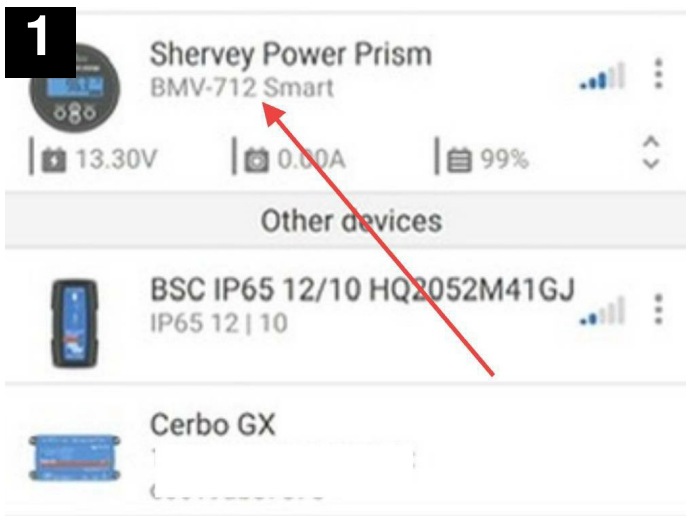 1
Shervey Power Prism
BMV-712 Smart
13.30V 0.00A 99%
Other devices
BSC IP65 12/10 HQ2052M41GJ
IP65 12 | 10
Cerbo GX